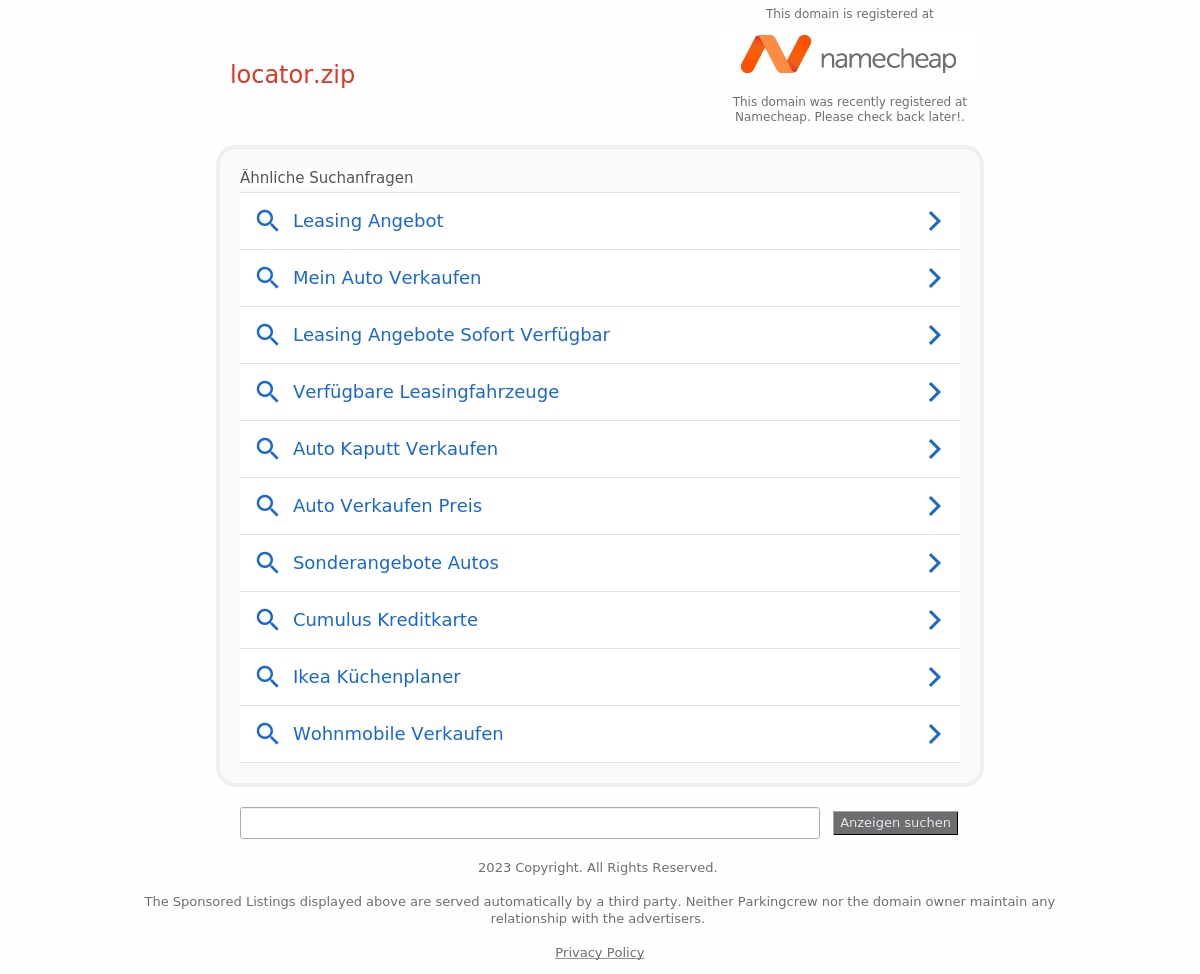 This domain is registered at
locator.zip
namecheap
This domain was recently registered at
Namecheap. Please check back later!.
Ähnliche Suchanfragen
Leasing Angebot
Mein Auto Verkaufen
Leasing Angebote Sofort Verfügbar
Verfügbare Leasingfahrzeuge
Auto Kaputt Verkaufen
Auto Verkaufen Preis
Sonderangebote Autos
Cumulus Kreditkarte
Ikea Küchenplaner
Wohnmobile Verkaufen
Anzeigen suchen
2023 Copyright. All Rights Reserved.
The Sponsored Listings displayed above are served automatically by a third party. Neither Parkingcrew nor the domain owner maintain any
relationship with the advertisers.
Privacy Policy